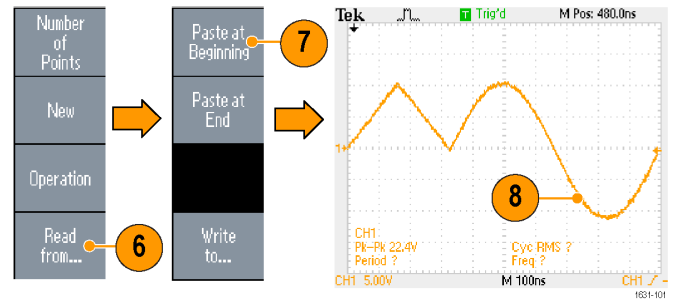 Number
of
Points
New
Operation
Read
from...
6
Paste at
Beginning
7
Paste at
End
Write
to...
Tek
T Trig'd
M Pos: 480.0ns
1
8
CH1
Pk-Pk 22.4V
Period ?
Cyc RMS ?
Freq ?
CH1 5.00V
M 100ns
CH1 / -
1631-101